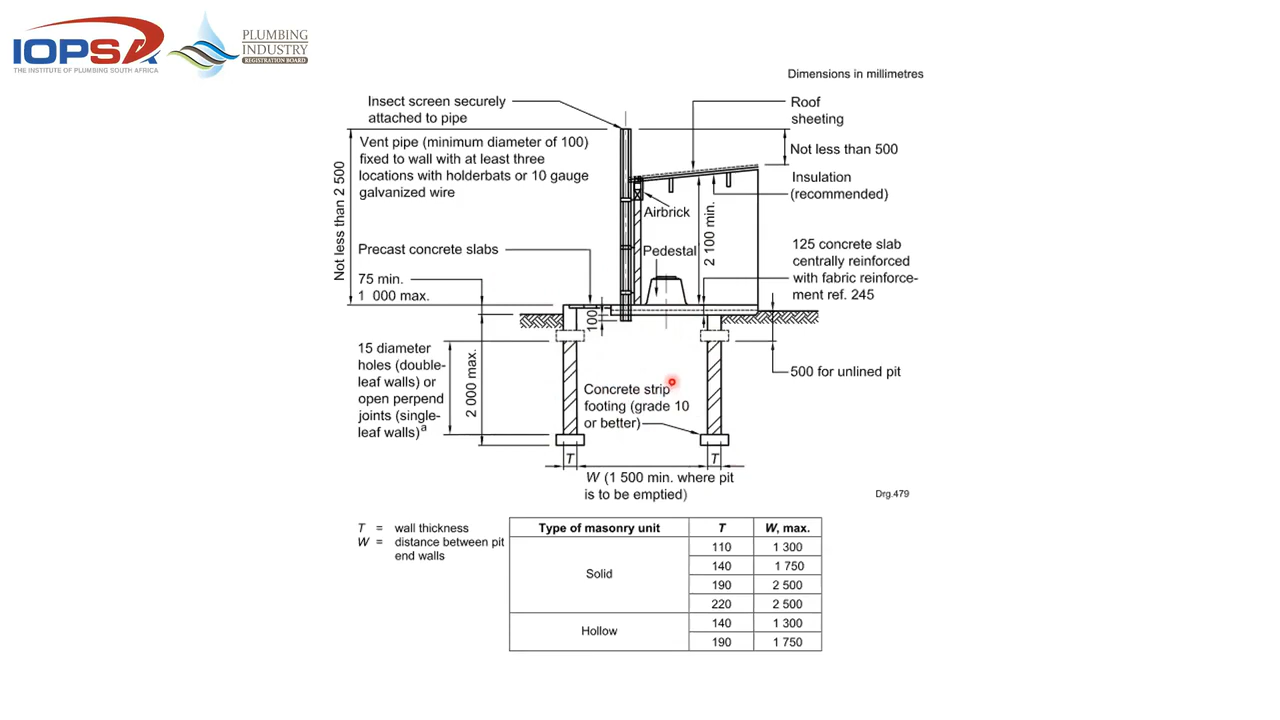 IOPSA
THE INSTITUTE OF PLUMBING SOUTH AFRICA
PLUMBING
INDUSTRY
REGISTRATION BOARD
Dimensions in millimetres
Insect screen securely
attached to pipe
Roof
sheeting
Vent pipe (minimum diameter of 100)
fixed to wall with at least three
locations with holderbats or 10 gauge
galvanized wire
Not less than 500
Insulation
(recommended)
Not less than 2 500
Airbrick
2 100 min.
Precast concrete slabs
Pedestal
125 concrete slab
centrally reinforced
with fabric reinforce-
ment ref. 245
75 min.
1 000 max.
100
15 diameter
holes (double-
leaf walls) or
open perpend
joints (single-
leaf walls)a
2 000 max.
500 for unlined pit
Concrete strip
footing (grade 10
or better)
T
T
W (1 500 min. where pit
is to be emptied)
Drg.479
T = wall thickness
W = distance between pit
end walls
Type of masonry unit T W, max.
Solid
110 1 300
140 1 750
190 2 500
220 2 500
Hollow
140 1 300
190 1 750